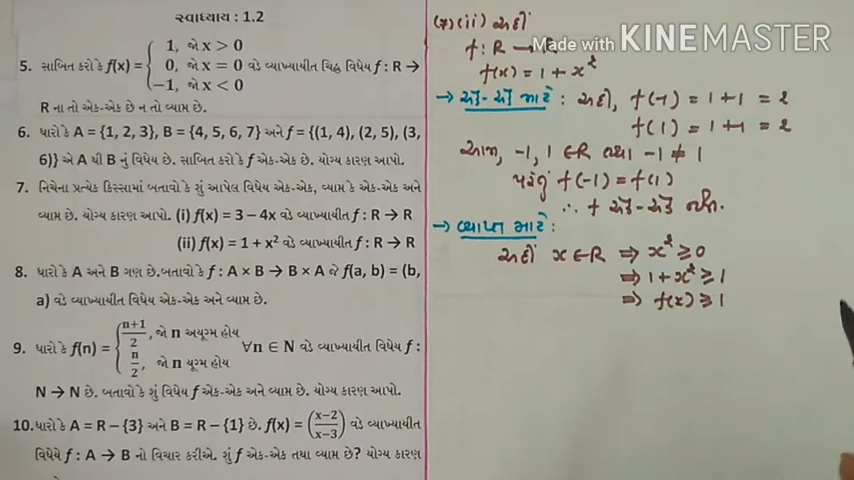 સ્વાધ્યાય : 1.2
5. સાબિત કરો કે f(x) = { 1, જો x > 0
0, જો x = 0 વડે વ્યાખ્યાયીત ચિહ્ન વિધેય f : R →
−1, જો x < 0
R ના તો એક-એક છે ન તો વ્યાપ્ત છે.
6. ધારો કે A = {1, 2, 3}, B = {4, 5, 6, 7} અને f = {(1, 4), (2, 5), (3,
6)} એ A થી B નું વિધેય છે. સાબિત કરો કે f એક-એક છે. યોગ્ય કારણ આપો.
7. નિચેના પ્રત્યેક કિસ્સામાં બતાવો કે શું આપેલ વિધેય એક-એક, વ્યાપ્ત કે એક-એક અને
વ્યાપ્ત છે. યોગ્ય કારણ આપો. (i) f(x) = 3 − 4x વડે વ્યાખ્યાયીત f : R → R
(ii) f(x) = 1 + x² વડે વ્યાખ્યાયીત f : R → R
8. ધારો કે A અને B ગણ છે.બતાવો કે f : A × B → B × A જે f(a, b) = (b,
a) વડે વ્યાખ્યાયીત વિધેય એક-એક અને વ્યાપ્ત છે.
9. ધારો કે f(n) = { n+1/2, જો n અયૂગ્મ હોય
n/2, જો n યૂગ્મ હોય ∀n ∈ N વડે વ્યાખ્યાયીત વિધેય f :
N → N છે. બતાવો કે શું વિધેય f એક-એક અને વ્યાપ્ત છે. યોગ્ય કારણ આપો.
10. ધારો કે A = R − {3} અને B = R − {1} છે. f(x) = (x−2/x−3) વડે વ્યાખ્યાયીત
વિધેયે f : A → B નો વિચાર કરીએ. શું f એક-એક તથા વ્યાપ્ત છે? યોગ્ય કારણ
(7) (ii) અહીં
f : R → R
f(x) = 1 + x²
→ એક-એક માટે : અહીં, f(-1) = 1 + 1 = 2
f(1) = 1 + 1 = 2
આમ, -1, 1 ∈ R તથા -1 ≠ 1
પરંતુ f(-1) = f(1)
∴ f એક-એક નથી.
→ વ્યાપ્ત માટે :
અહીં x ∈ R ⇒ x² ≥ 0
⇒ 1 + x² ≥ 1
⇒ f(x) ≥ 1
Made with KINEMASTER